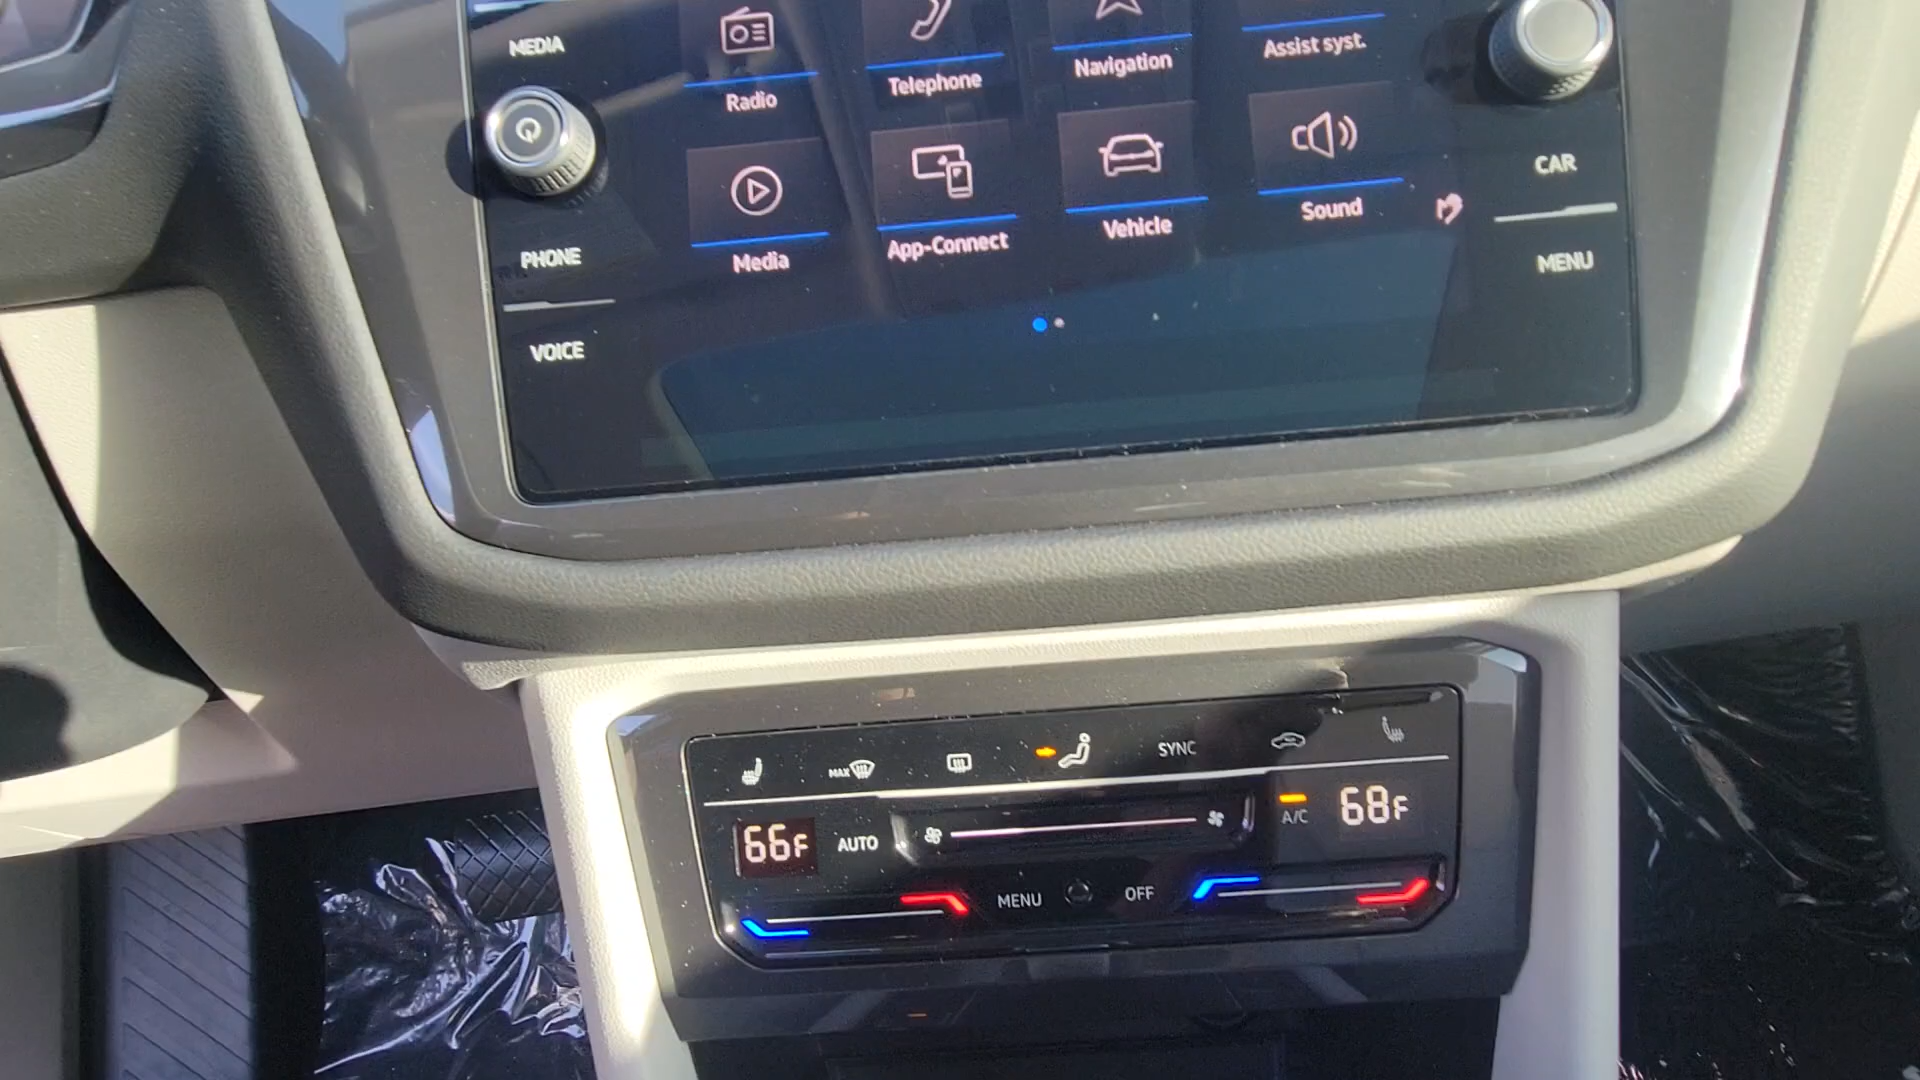 MEDIA
PHONE
VOICE
Radio
Telephone
Navigation
Assist syst.
Media
App-Connect
Vehicle
Sound
CAR
MENU
MAX
SYNC
66F
AUTO
A/C
68F
MENU
OFF